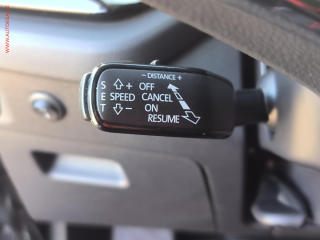 − DISTANCE +
S + OFF
E SPEED CANCEL
T − ON
RESUME